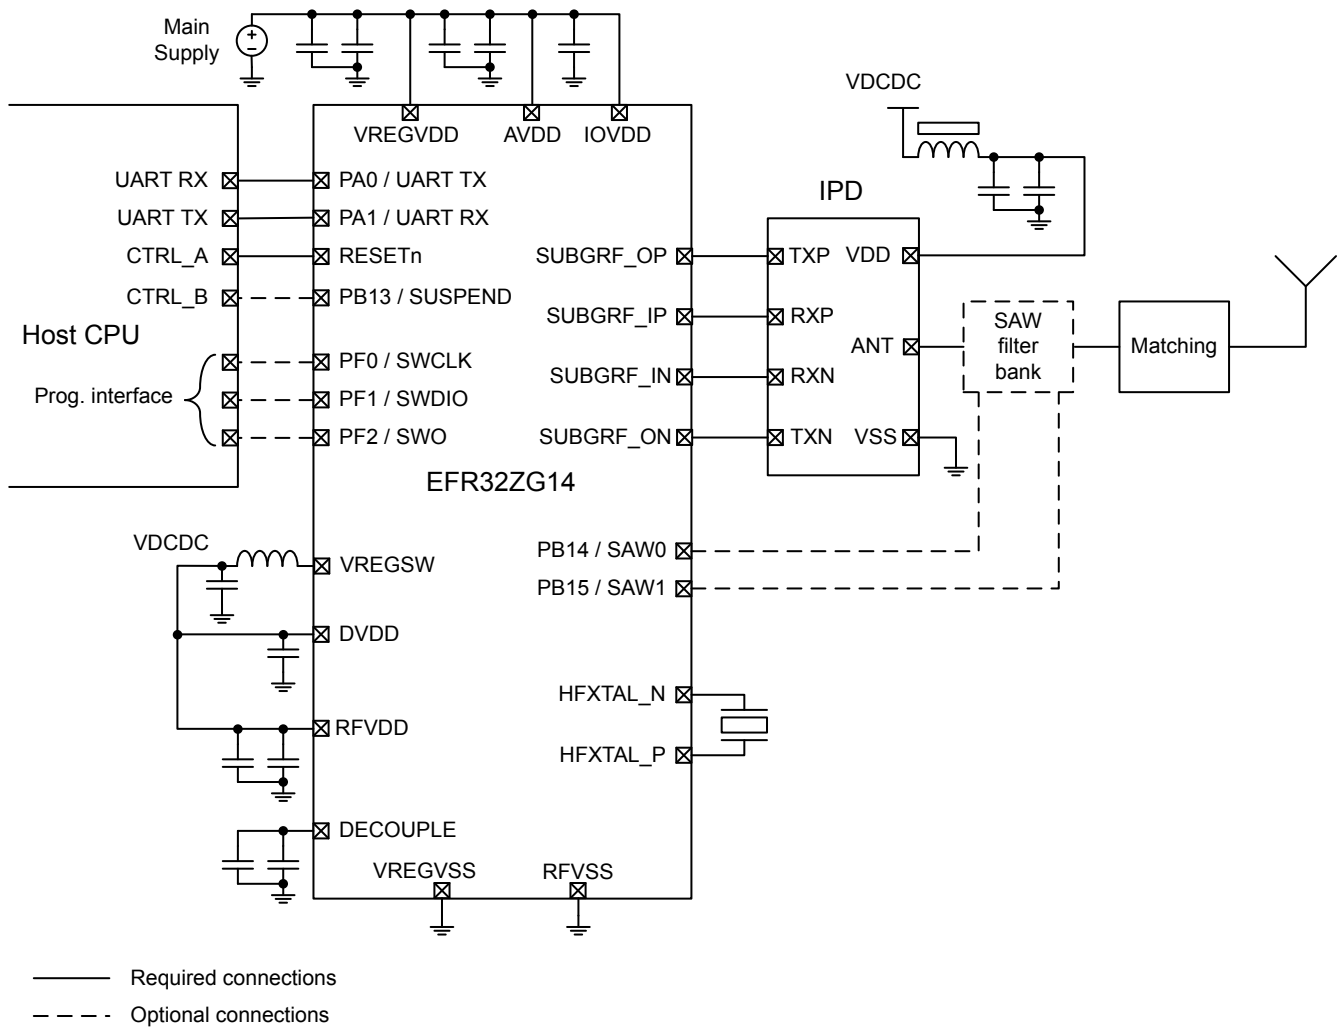 Main
Supply
+
−
VDCDC
VREGVDD
AVDD
IOVDD
UART RX
PA0 / UART TX
IPD
UART TX
PA1 / UART RX
CTRL_A
RESETn
SUBGRF_OP
TXP
VDD
CTRL_B
PB13 / SUSPEND
SUBGRF_IP
RXP
SAW
filter
bank
Host CPU
ANT
Matching
PF0 / SWCLK
SUBGRF_IN
RXN
Prog. interface
PF1 / SWDIO
PF2 / SWO
SUBGRF_ON
TXN
VSS
EFR32ZG14
VDCDC
VREGSW
PB14 / SAW0
PB15 / SAW1
DVDD
HFXTAL_N
RFVDD
HFXTAL_P
DECOUPLE
VREGVSS
RFVSS
Required connections
Optional connections